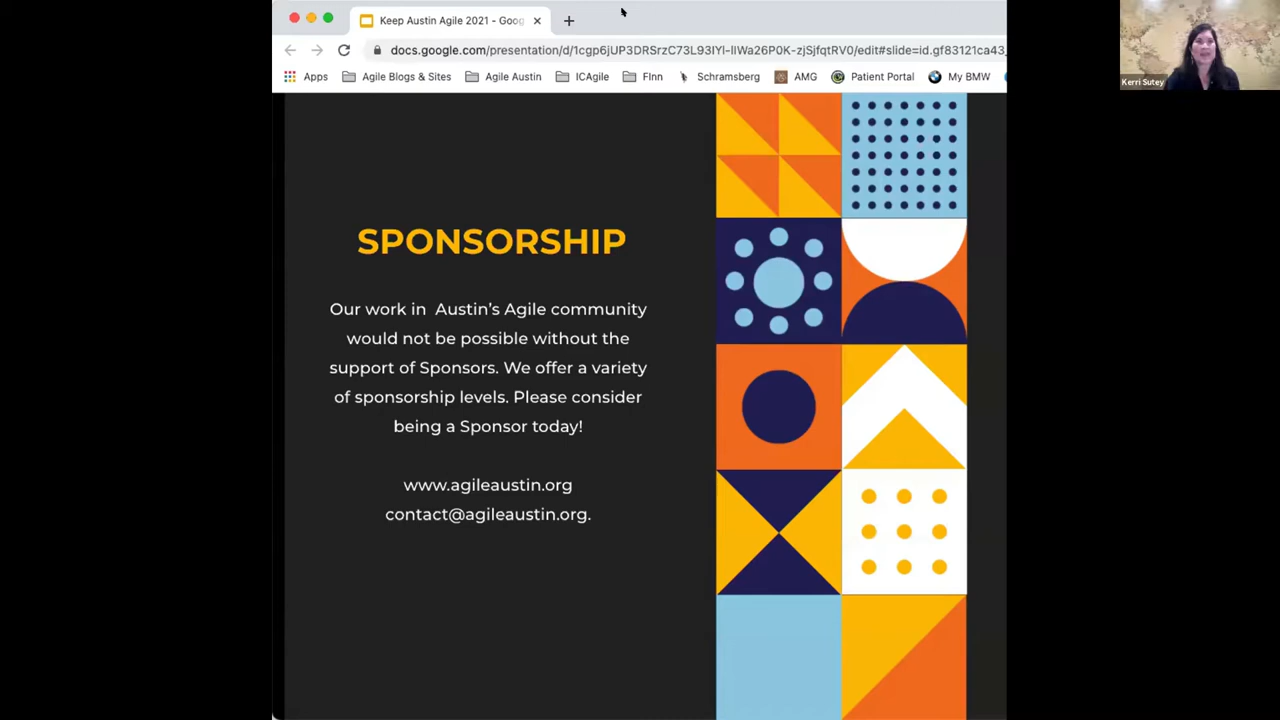 Keep Austin Agile 2021 - Goog
docs.google.com/presentation/d/1cgp6jUP3DRSrzC73L93IYl-IIWa26P0K-zjSjfqtRV0/edit#slide=id.gf83121ca43_
Apps
Agile Blogs & Sites
Agile Austin
ICAgile
FInn
Schramsberg
AMG
Patient Portal
My BMW
Kerri Sutey
SPONSORSHIP
Our work in Austin’s Agile community
would not be possible without the
support of Sponsors. We offer a variety
of sponsorship levels. Please consider
being a Sponsor today!
www.agileaustin.org
contact@agileaustin.org.